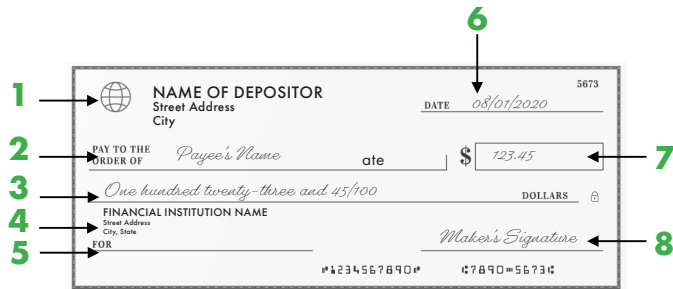 6
5673
1
NAME OF DEPOSITOR
Street Address
City
DATE 08/01/2020
2
PAY TO THE
ORDER OF Payee's Name ate $ 123.45
7
3
One hundred twenty-three and 45/100 DOLLARS
4
FINANCIAL INSTITUTION NAME
Street Address
City, State
5
FOR Maker's Signature
8
⑈1234567890⑈ ⑆7890⑉5673⑆